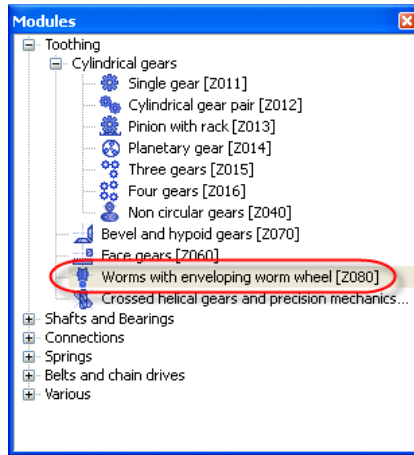 Modules
Toothing
Cylindrical gears
Single gear [Z011]
Cylindrical gear pair [Z012]
Pinion with rack [Z013]
Planetary gear [Z014]
Three gears [Z015]
Four gears [Z016]
Non circular gears [Z040]
Bevel and hypoid gears [Z070]
Face gears [Z060]
Worms with enveloping worm wheel [Z080]
Crossed helical gears and precision mechanics...
Shafts and Bearings
Connections
Springs
Belts and chain drives
Various